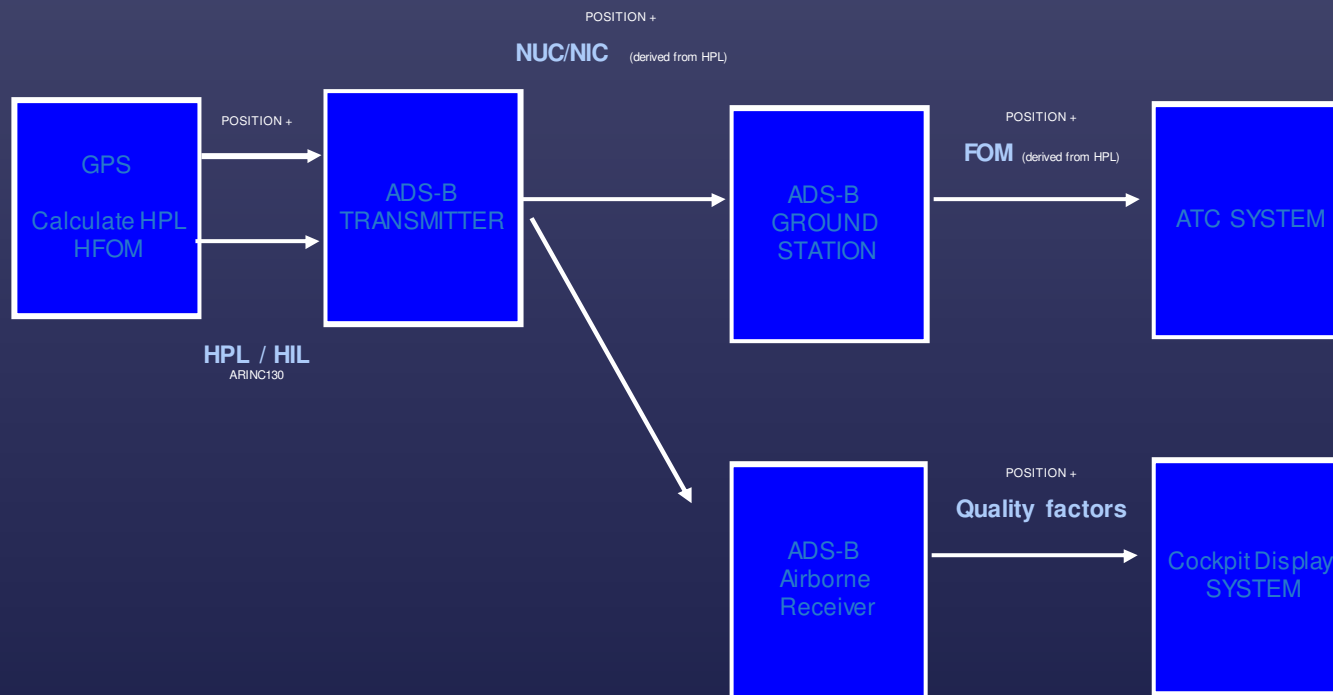 POSITION +
NUC/NIC (derived from HPL)
GPS
Calculate HPL
HFOM
POSITION +
HPL / HIL
ARINC130
ADS-B
TRANSMITTER
ADS-B
GROUND
STATION
POSITION +
FOM (derived from HPL)
ATC SYSTEM
ADS-B
Airborne
Receiver
POSITION +
Quality factors
Cockpit Display
SYSTEM